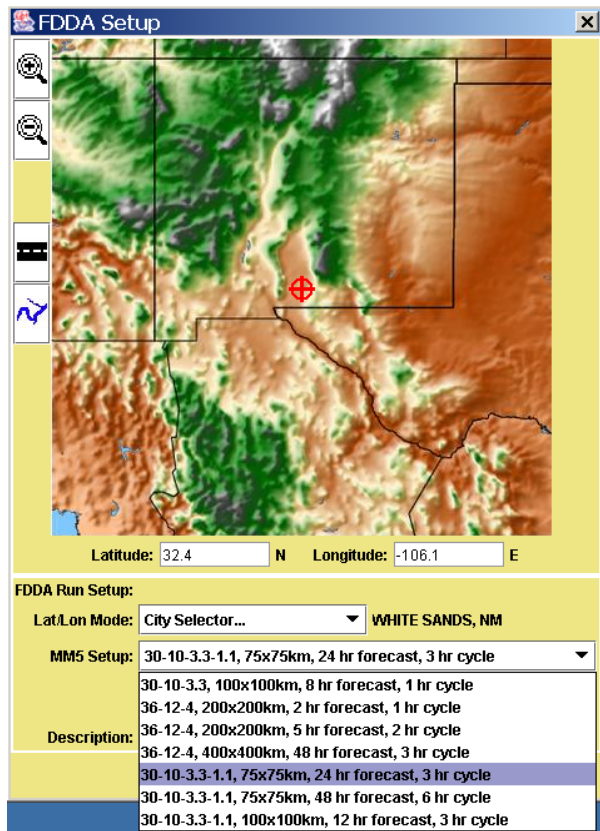 FDDA Setup
Latitude: 32.4 N Longitude: -106.1 E
FDDA Run Setup:
Lat/Lon Mode: City Selector... WHITE SANDS, NM
MM5 Setup: 30-10-3.3-1.1, 75x75km, 24 hr forecast, 3 hr cycle
30-10-3.3, 100x100km, 8 hr forecast, 1 hr cycle
36-12-4, 200x200km, 2 hr forecast, 1 hr cycle
36-12-4, 200x200km, 5 hr forecast, 2 hr cycle
Description:
36-12-4, 400x400km, 48 hr forecast, 3 hr cycle
30-10-3.3-1.1, 75x75km, 24 hr forecast, 3 hr cycle
30-10-3.3-1.1, 75x75km, 48 hr forecast, 6 hr cycle
30-10-3.3-1.1, 100x100km, 12 hr forecast, 3 hr cycle